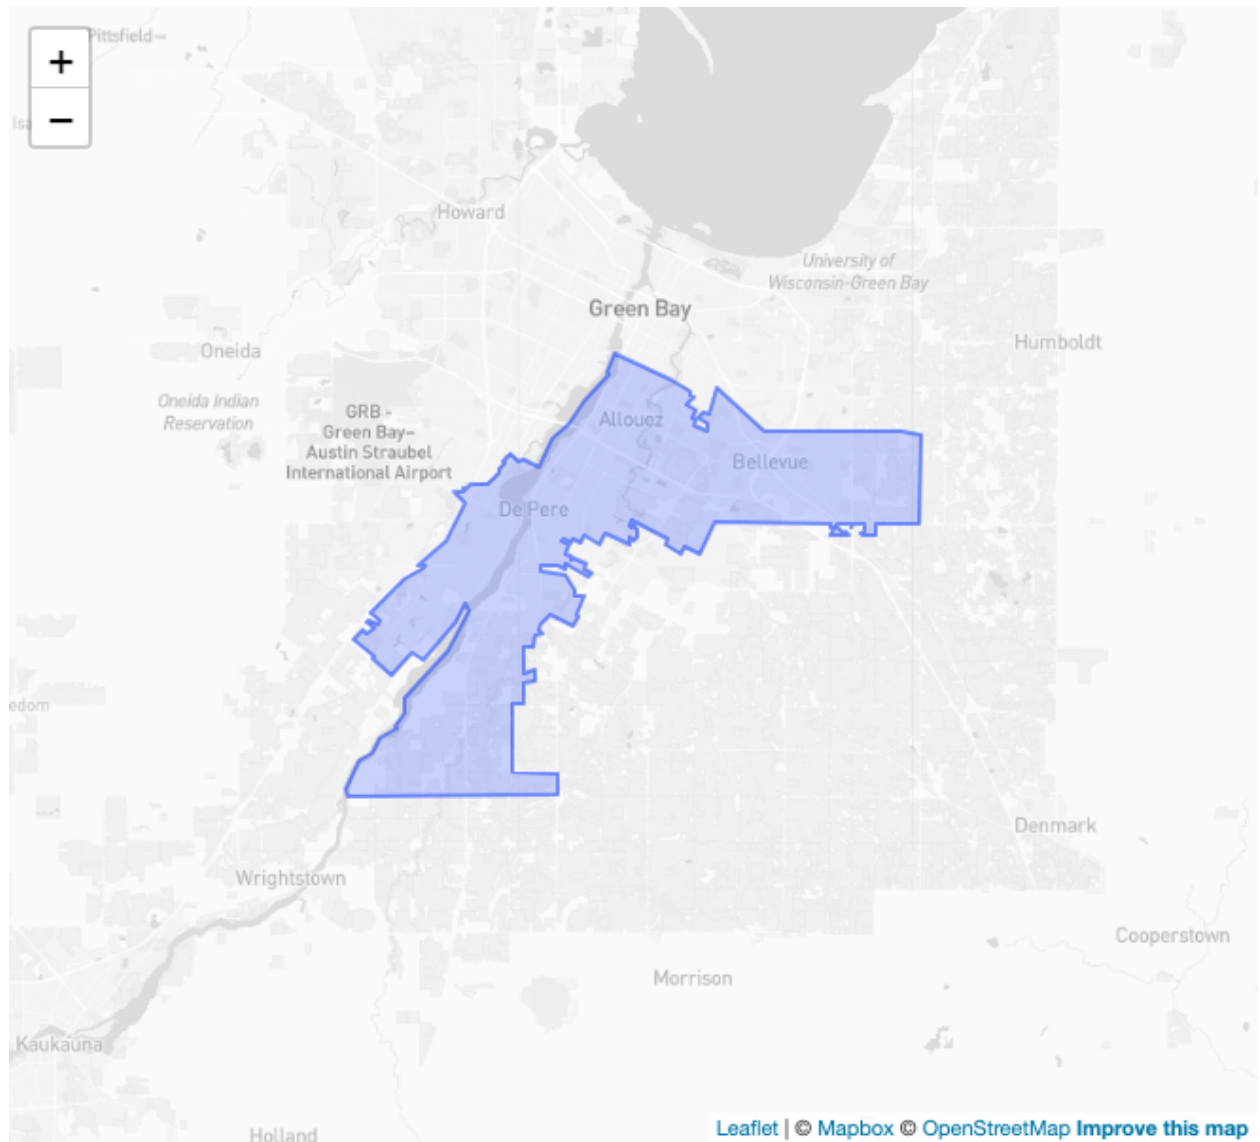 +
−
Pittsfield
Howard
University of
Wisconsin-Green Bay
Green Bay
Oneida
Humboldt
Oneida Indian
Reservation
GRB -
Green Bay–
Austin Straubel
International Airport
Allouez
Bellevue
De Pere
edom
Denmark
Wrightstown
Cooperstown
Morrison
Kaukauna
Holland
Leaflet | © Mapbox © OpenStreetMap Improve this map